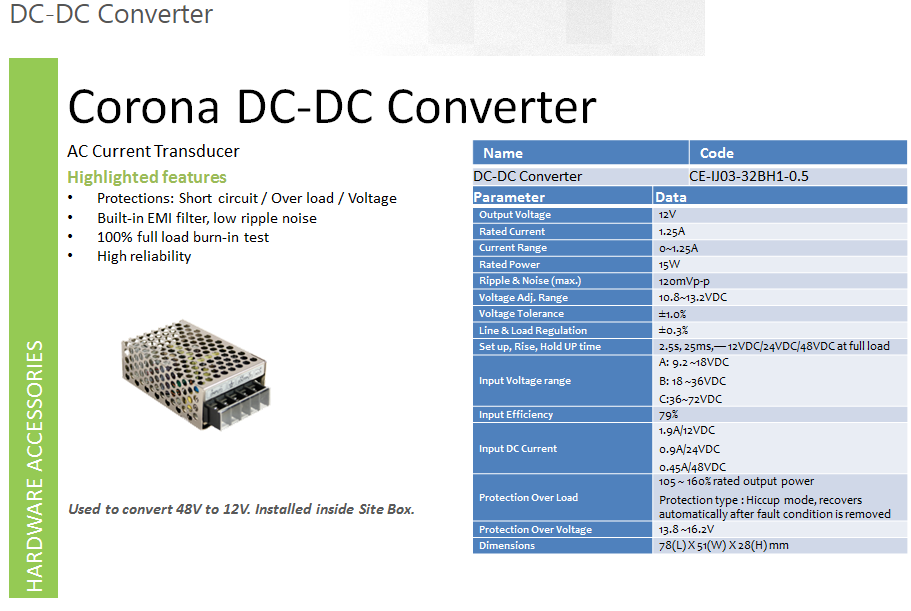 DC-DC Converter
Corona DC-DC Converter
AC Current Transducer
Highlighted features
• Protections: Short circuit / Over load / Voltage
• Built-in EMI filter, low ripple noise
• 100% full load burn-in test
• High reliability
HARDWARE ACCESSORIES
Used to convert 48V to 12V. Installed inside Site Box.
Name Code
DC-DC Converter CE-IJ03-32BH1-0.5
Parameter Data
Output Voltage 12V
Rated Current 1.25A
Current Range 0~1.25A
Rated Power 15W
Ripple & Noise (max.) 120mVp-p
Voltage Adj. Range 10.8~13.2VDC
Voltage Tolerance ±1.0%
Line & Load Regulation ±0.3%
Set up, Rise, Hold UP time 2.5s, 25ms,— 12VDC/24VDC/48VDC at full load
Input Voltage range A: 9.2 ~18VDC
B: 18 ~36VDC
C:36~72VDC
Input Efficiency 79%
Input DC Current 1.9A/12VDC
0.9A/24VDC
0.45A/48VDC
Protection Over Load 105 ~ 160% rated output power
Protection type : Hiccup mode, recovers
automatically after fault condition is removed
Protection Over Voltage 13.8 ~16.2V
Dimensions 78(L) X 51(W) X 28(H) mm